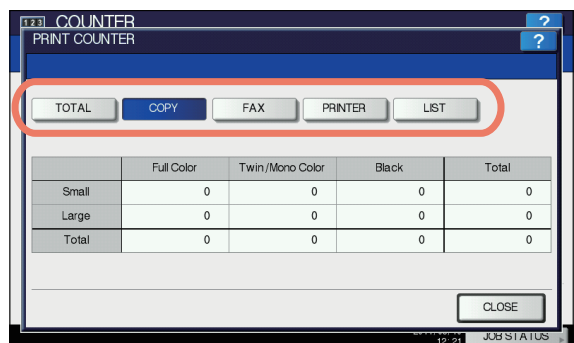 123 COUNTER ?
PRINT COUNTER ?
TOTAL COPY FAX PRINTER LIST
Full Color Twin/Mono Color Black Total
Small 0 0 0 0
Large 0 0 0 0
Total 0 0 0 0
CLOSE
12:21 JOB STATUS